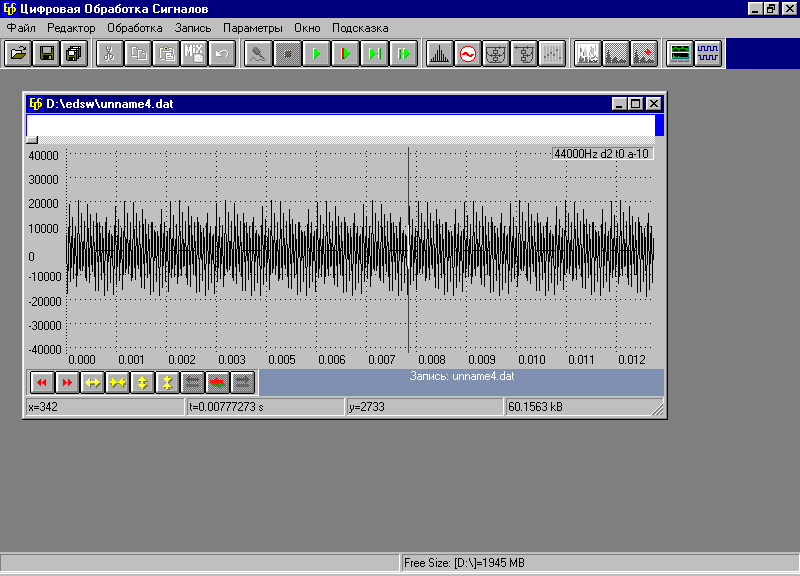 Цифровая Обработка Сигналов
Файл Редактор Обработка Запись Параметры Окно Подсказка
MiX
D:\edsw\unname4.dat
44000Hz d2 t0 a-10
40000
30000
20000
10000
0
-10000
-20000
-30000
-40000
0.000 0.001 0.002 0.003 0.005 0.006 0.007 0.008 0.009 0.010 0.011 0.012
Запись: unname4.dat
x=342 t=0.00777273 s y=2733 60.1563 kB
Free Size: [D:\]=1945 MB